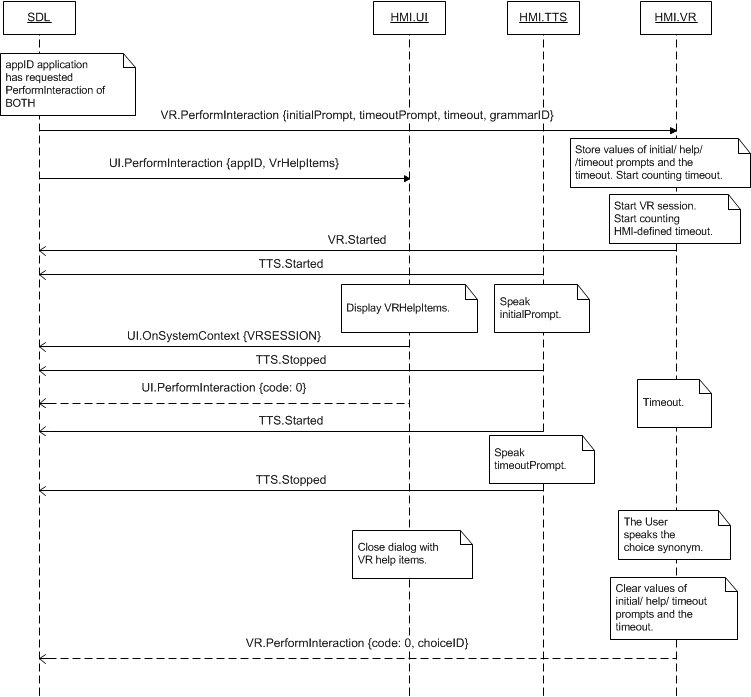 SDL
HMI.UI
HMI.TTS
HMI.VR
appID application
has requested
PerformInteraction of
BOTH
VR.PerformInteraction {initialPrompt, timeoutPrompt, timeout, grammarID}
Store values of initial/ help/
/timeout prompts and the
timeout. Start counting timeout.
UI.PerformInteraction {appID, VrHelpItems}
Start VR session.
Start counting
HMI-defined timeout.
VR.Started
TTS.Started
Display VRHelpItems.
Speak
initialPrompt.
UI.OnSystemContext {VRSESSION}
TTS.Stopped
UI.PerformInteraction {code: 0}
Timeout.
TTS.Started
Speak
timeoutPrompt.
TTS.Stopped
The User
speaks the
choice synonym.
Close dialog with
VR help items.
Clear values of
initial/ help/ timeout
prompts and the
timeout.
VR.PerformInteraction {code: 0, choiceID}